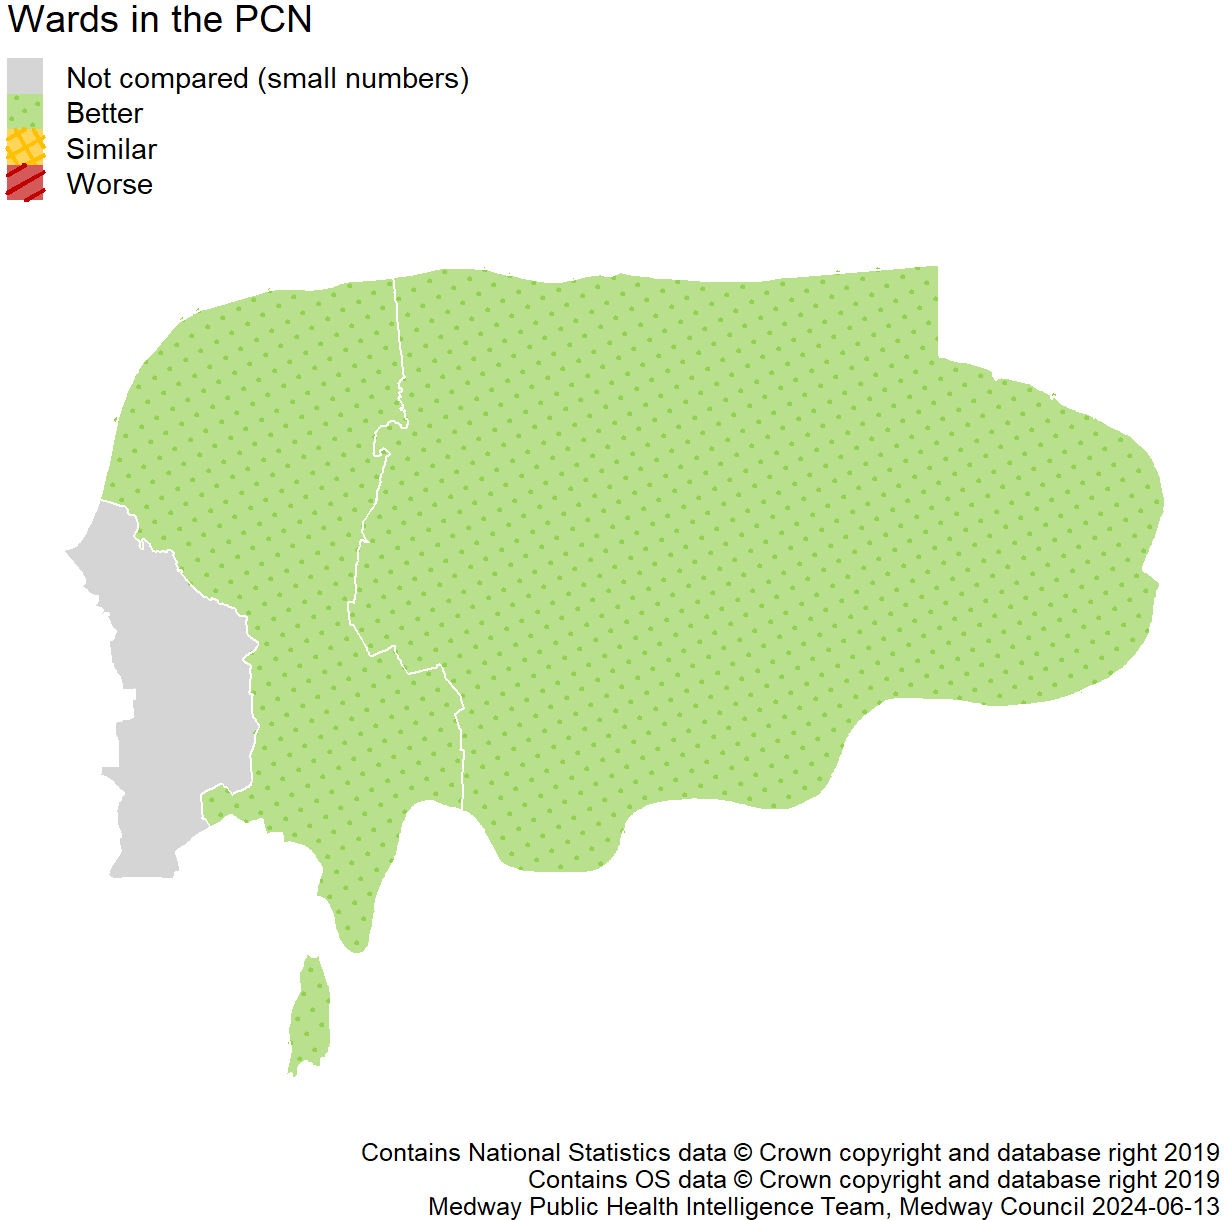 Wards in the PCN
Not compared (small numbers)
Better
Similar
Worse
Contains National Statistics data © Crown copyright and database right 2019
Contains OS data © Crown copyright and database right 2019
Medway Public Health Intelligence Team, Medway Council 2024-06-13